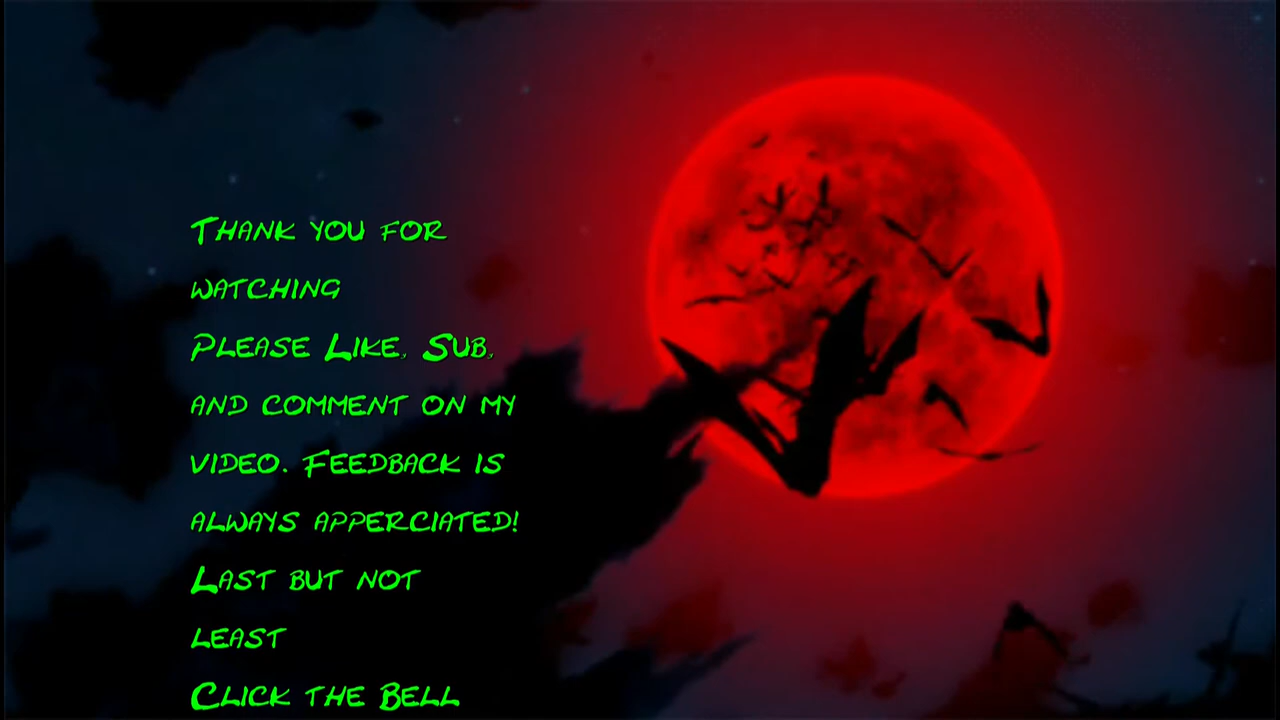 Thank you for
watching
Please Like, Sub,
and comment on my
video. Feedback is
always apperciated!
Last but not
least
Click the Bell